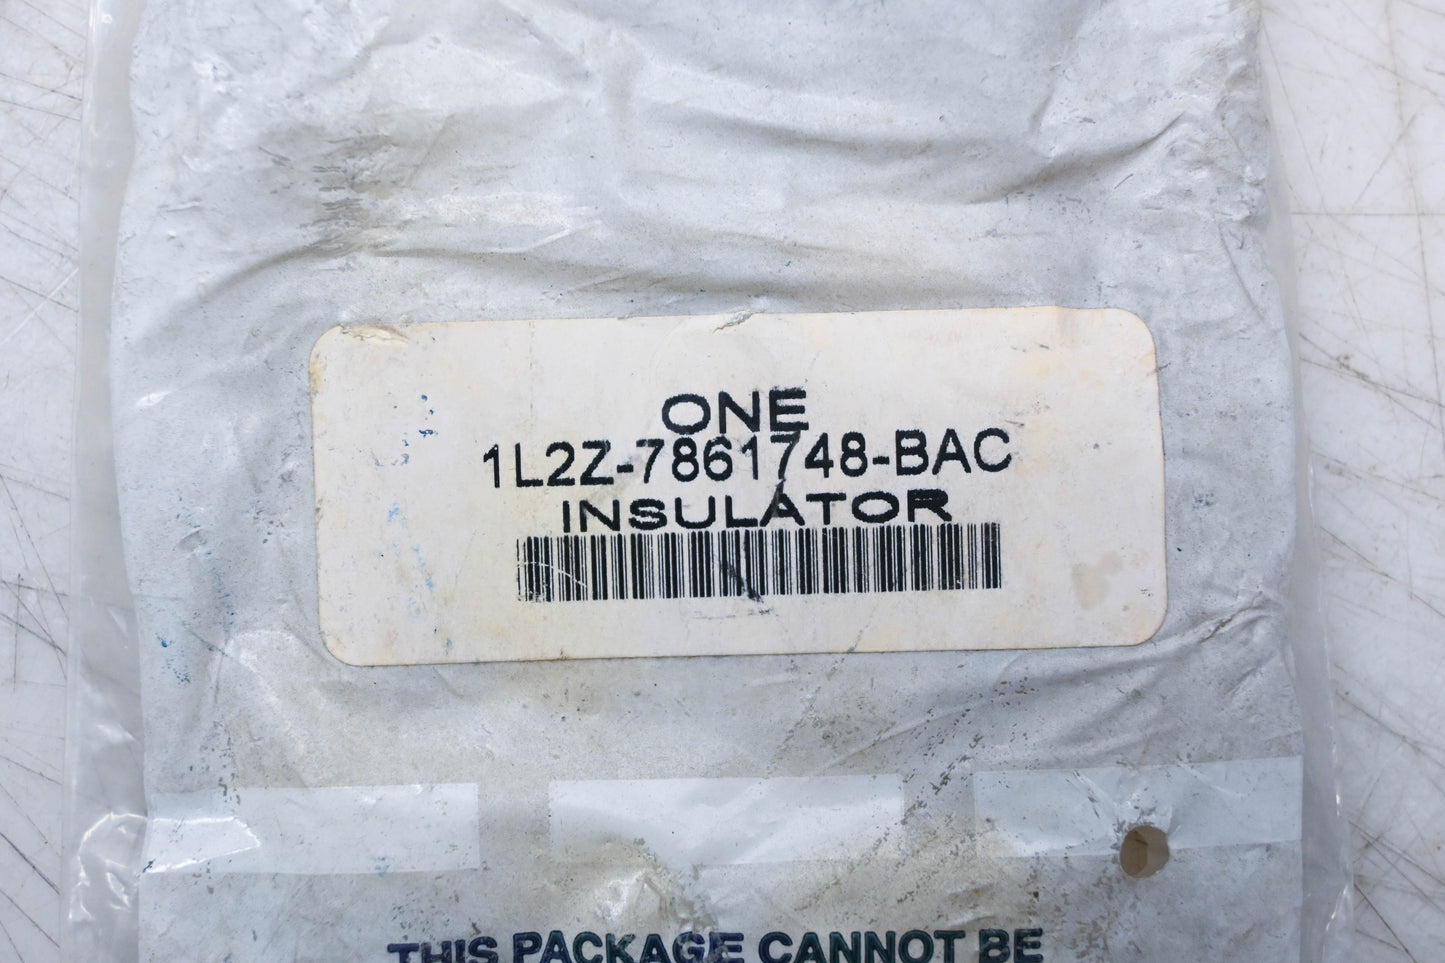 ONE
1L2Z-7861748-BAC
INSULATOR
THIS PACKAGE CANNOT BE